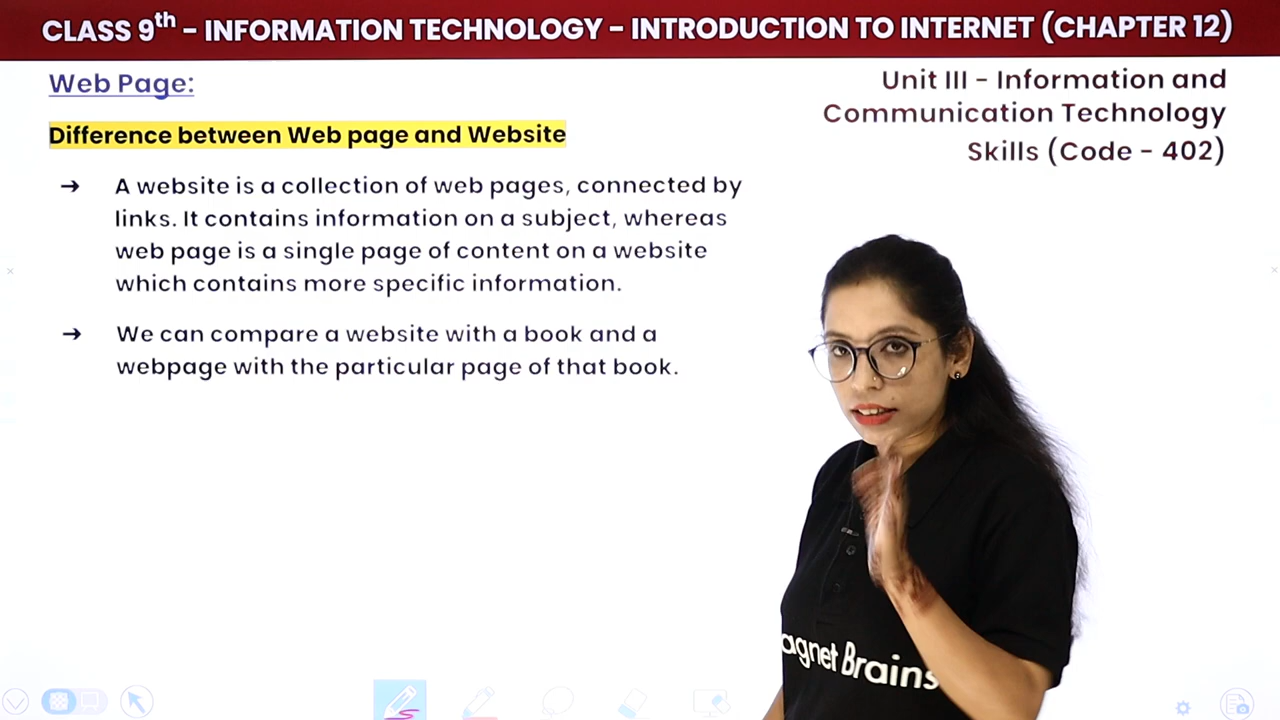 CLASS 9th - INFORMATION TECHNOLOGY - INTRODUCTION TO INTERNET (CHAPTER 12)
Web Page:
Unit III - Information and
Communication Technology
Skills (Code - 402)
Difference between Web page and Website
→ A website is a collection of web pages, connected by
links. It contains information on a subject, whereas
web page is a single page of content on a website
which contains more specific information.
→ We can compare a website with a book and a
webpage with the particular page of that book.
agnet Brains